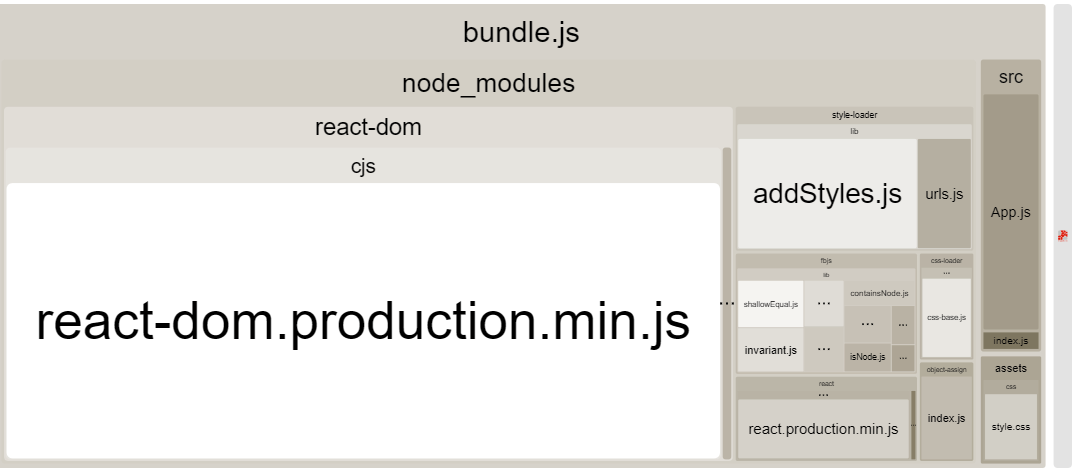 bundle.js
node_modules
src
react-dom
cjs
react-dom.production.min.js
...
style-loader
lib
addStyles.js
urls.js
fbjs
lib
shallowEqual.js
...
containsNode.js
...
...
invariant.js
...
isNode.js
...
css-loader
...
css-base.js
react
...
react.production.min.js
...
object-assign
index.js
App.js
index.js
assets
css
style.css